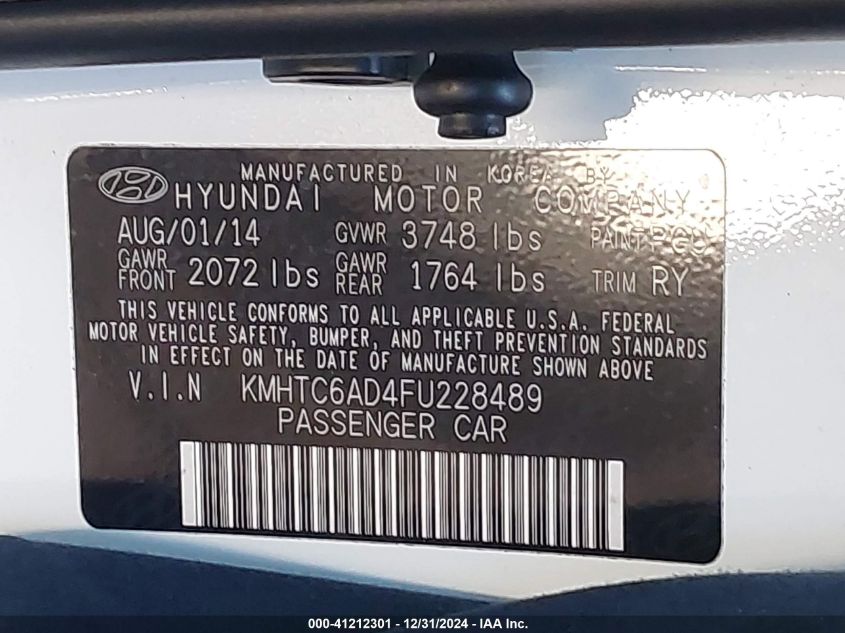 MANUFACTURED IN KOREA BY
HYUNDAI MOTOR COMPANY
AUG/01/14 GVWR 3748 lbs PAINT PGU
GAWR FRONT 2072 lbs GAWR REAR 1764 lbs TRIM RY
THIS VEHICLE CONFORMS TO ALL APPLICABLE U.S.A. FEDERAL
MOTOR VEHICLE SAFETY, BUMPER, AND THEFT PREVENTION STANDARDS
IN EFFECT ON THE DATE OF MANUFACTURE SHOWN ABOVE
V.I.N KMHTC6AD4FU228489
PASSENGER CAR
000-41212301 - 12/31/2024 - IAA Inc.